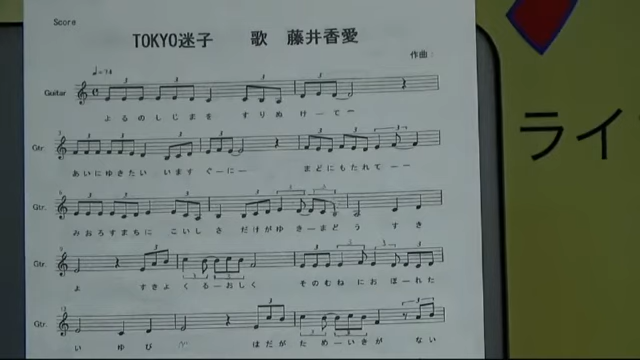 Score
TOKYO迷子 歌 藤井香愛
作曲:
♩=74
Guitar
よるのしじまを すりぬけーてー
Gtr.
あいにゆきたい いますぐーにー まどにもたれてーー
Gtr.
みおろすまちに こいしさ だけがゆきーまどう すき
Gtr.
よ すきよくるーおしく そのむねにおぼーれた
Gtr.
い ゆび はだがためーいきがない
ライ